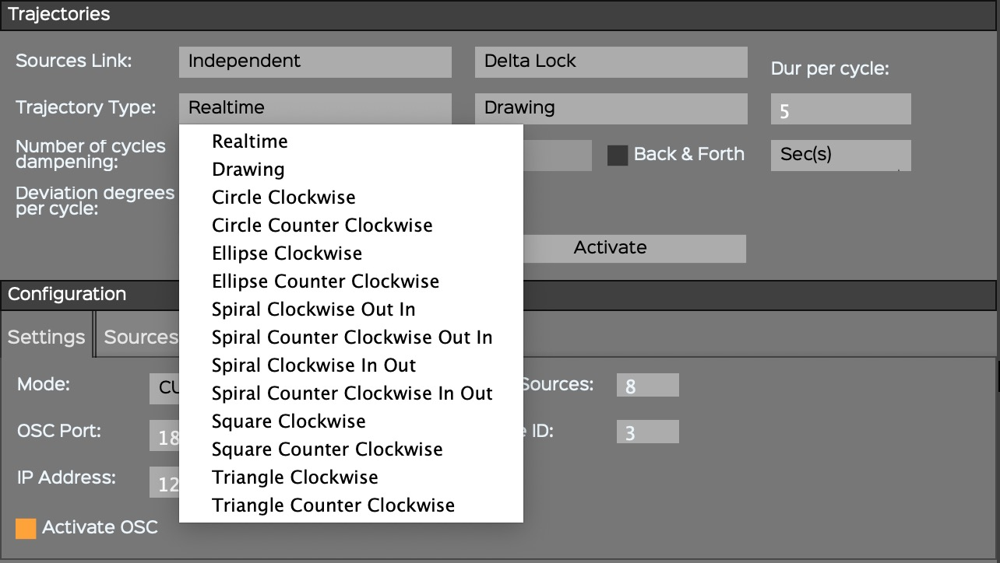 Trajectories
Sources Link: Independent Delta Lock Dur per cycle:
Trajectory Type: Realtime Drawing 5
Number of cycles dampening: Back & Forth Sec(s)
Deviation degrees per cycle:
Activate
Realtime
Drawing
Circle Clockwise
Circle Counter Clockwise
Ellipse Clockwise
Ellipse Counter Clockwise
Spiral Clockwise Out In
Spiral Counter Clockwise Out In
Spiral Clockwise In Out
Spiral Counter Clockwise In Out
Square Clockwise
Square Counter Clockwise
Triangle Clockwise
Triangle Counter Clockwise
Configuration
Settings Sources
Mode: Sources: 8
OSC Port: ID: 3
IP Address:
Activate OSC